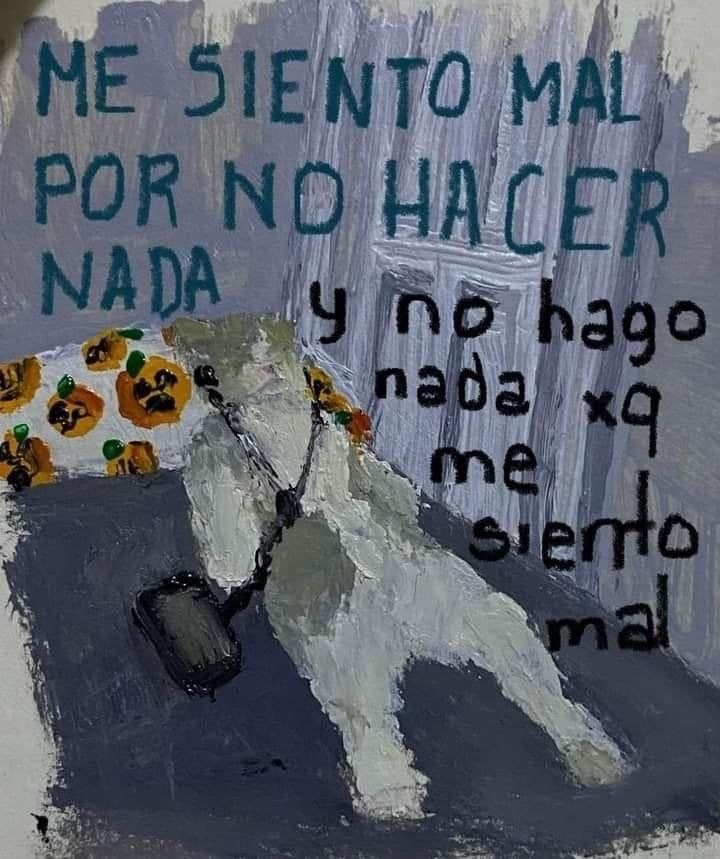 ME SIENTO MAL
POR NO HACER
NADA
y no hago
nada xq
me
siento
mal